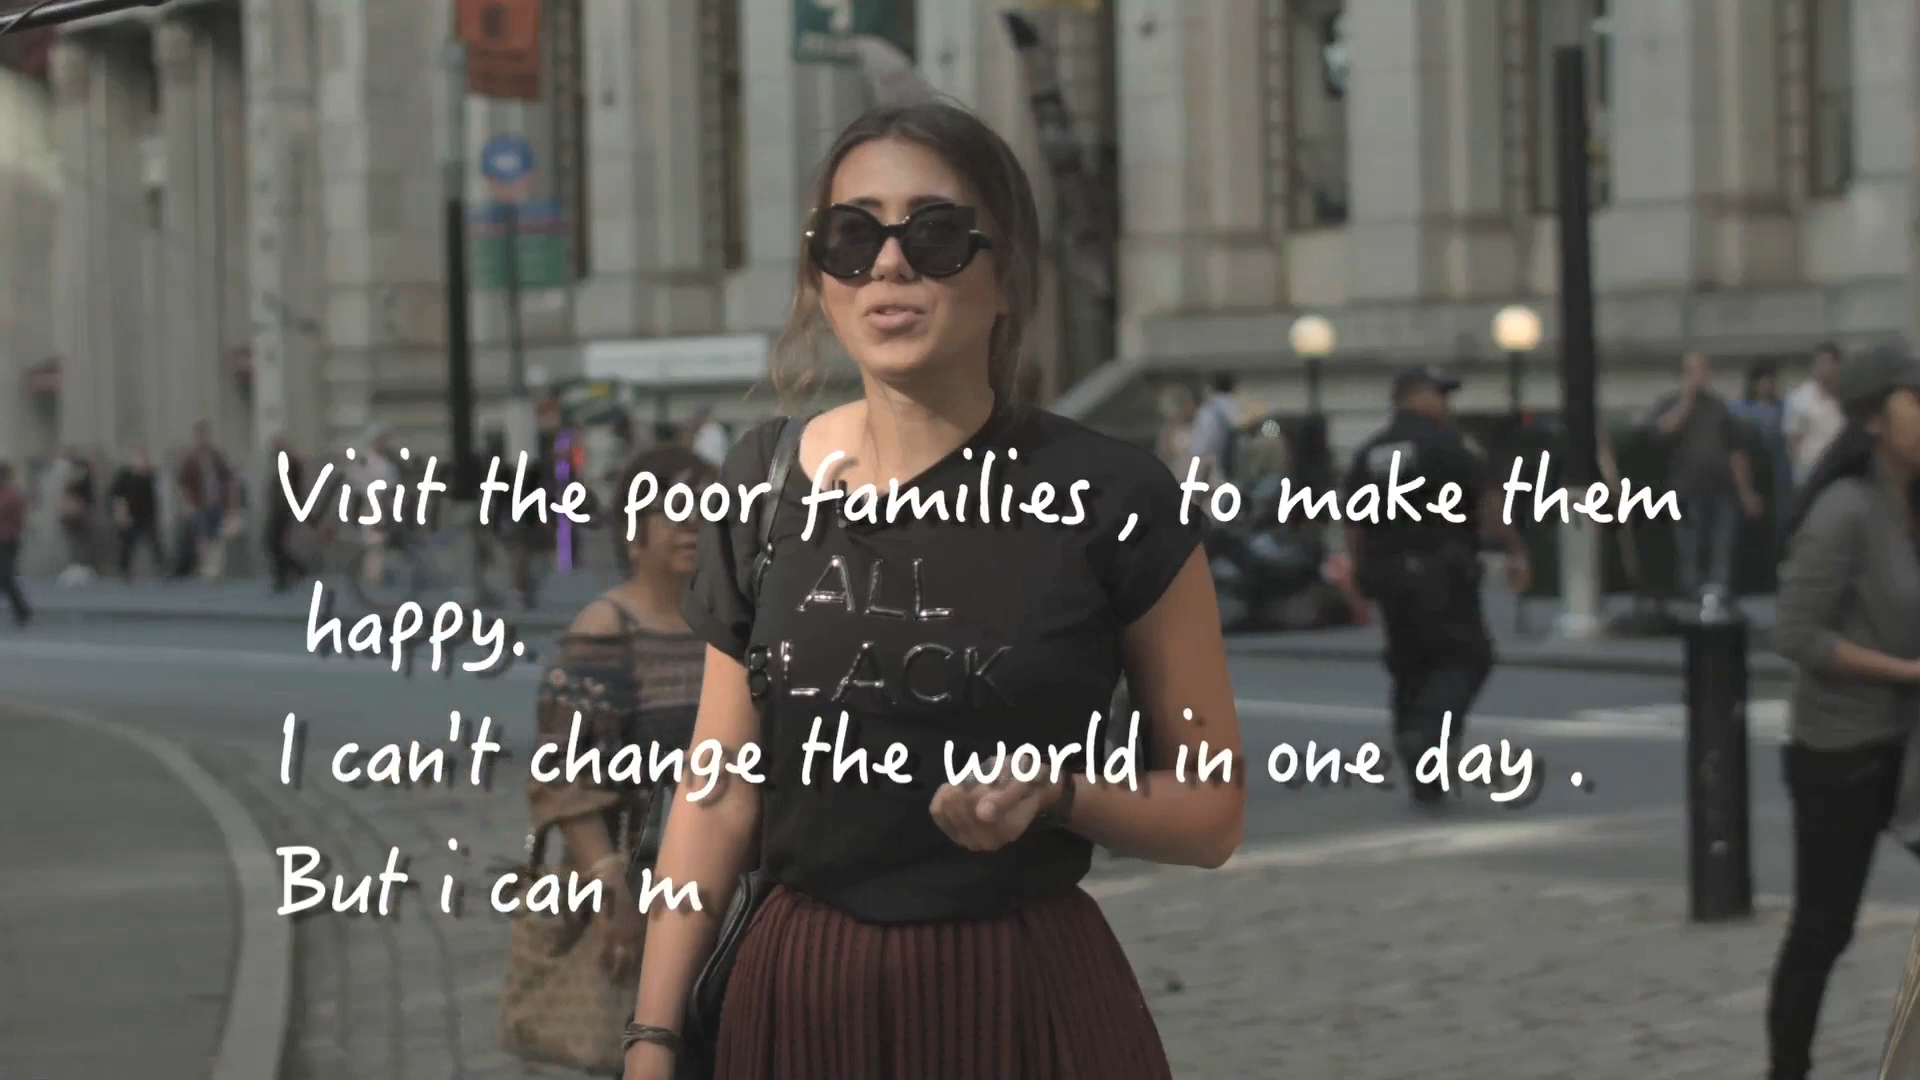 Visit the poor families , to make them
happy.
I can't change the world in one day .
But i can m
ALL
BLACK